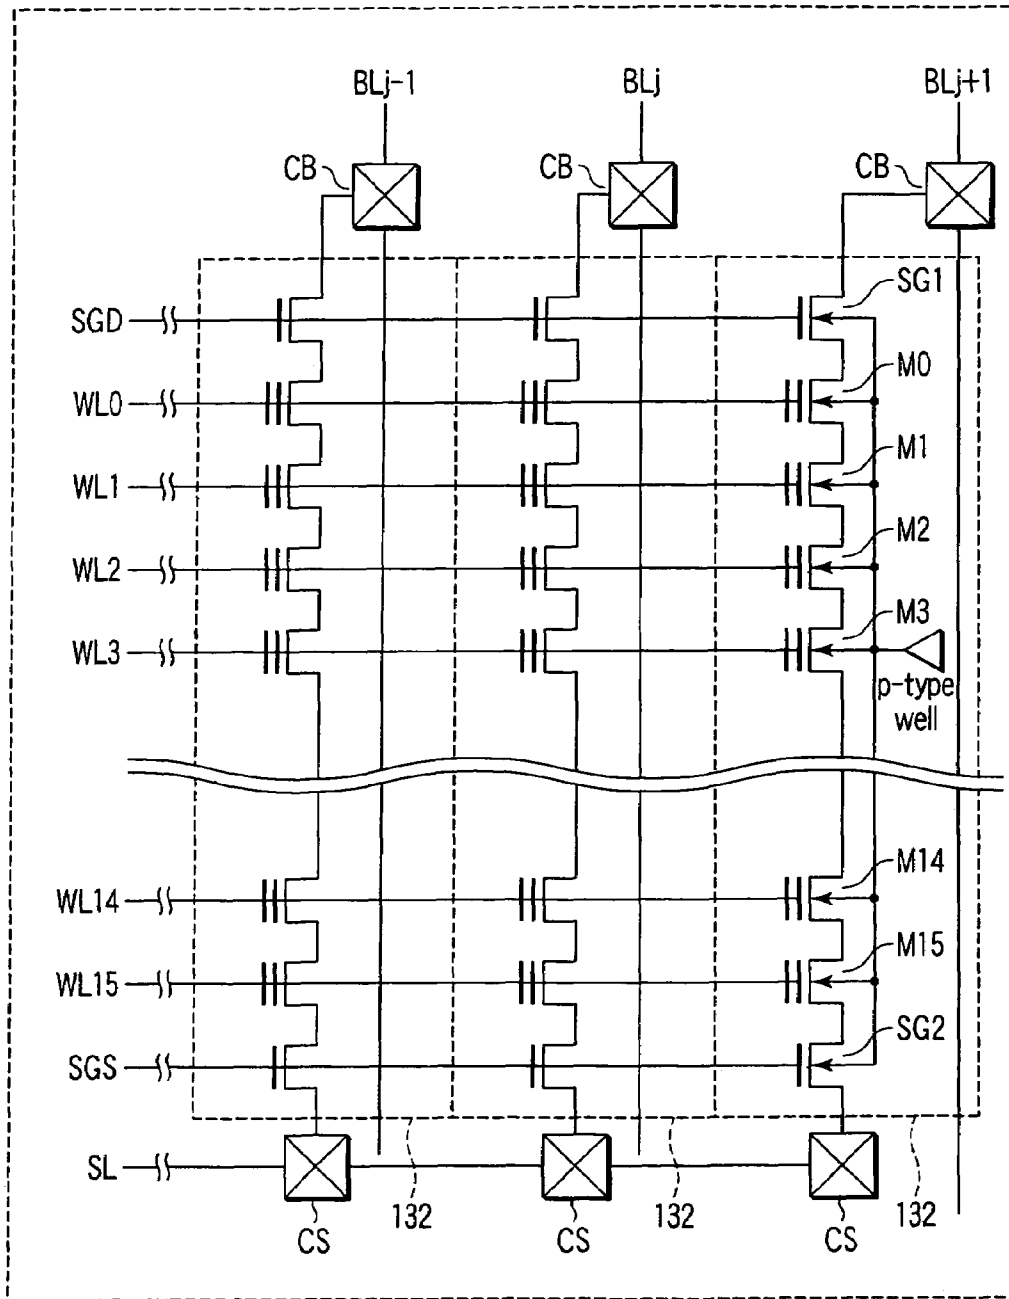 BLj-1 BLj BLj+1
CB CB CB
SG1
SGD
M0
WL0
M1
WL1
M2
WL2
M3
WL3
p-type
well
M14
WL14
M15
WL15
SG2
SGS
SL
132 132 132
CS CS CS